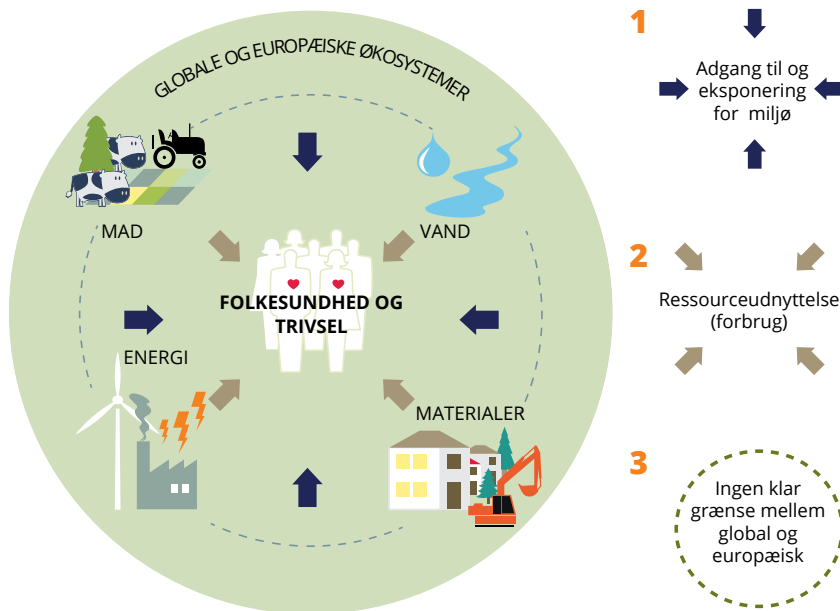 GLOBALE OG EUROPÆISKE ØKOSYSTEMER
MAD
VAND
FOLKESUNDHED OG
TRIVSEL
ENERGI
MATERIALER
1
Adgang til og
eksponering
for miljø
2
Ressourceudnyttelse
(forbrug)
3
Ingen klar
grænse mellem
global og
europæisk